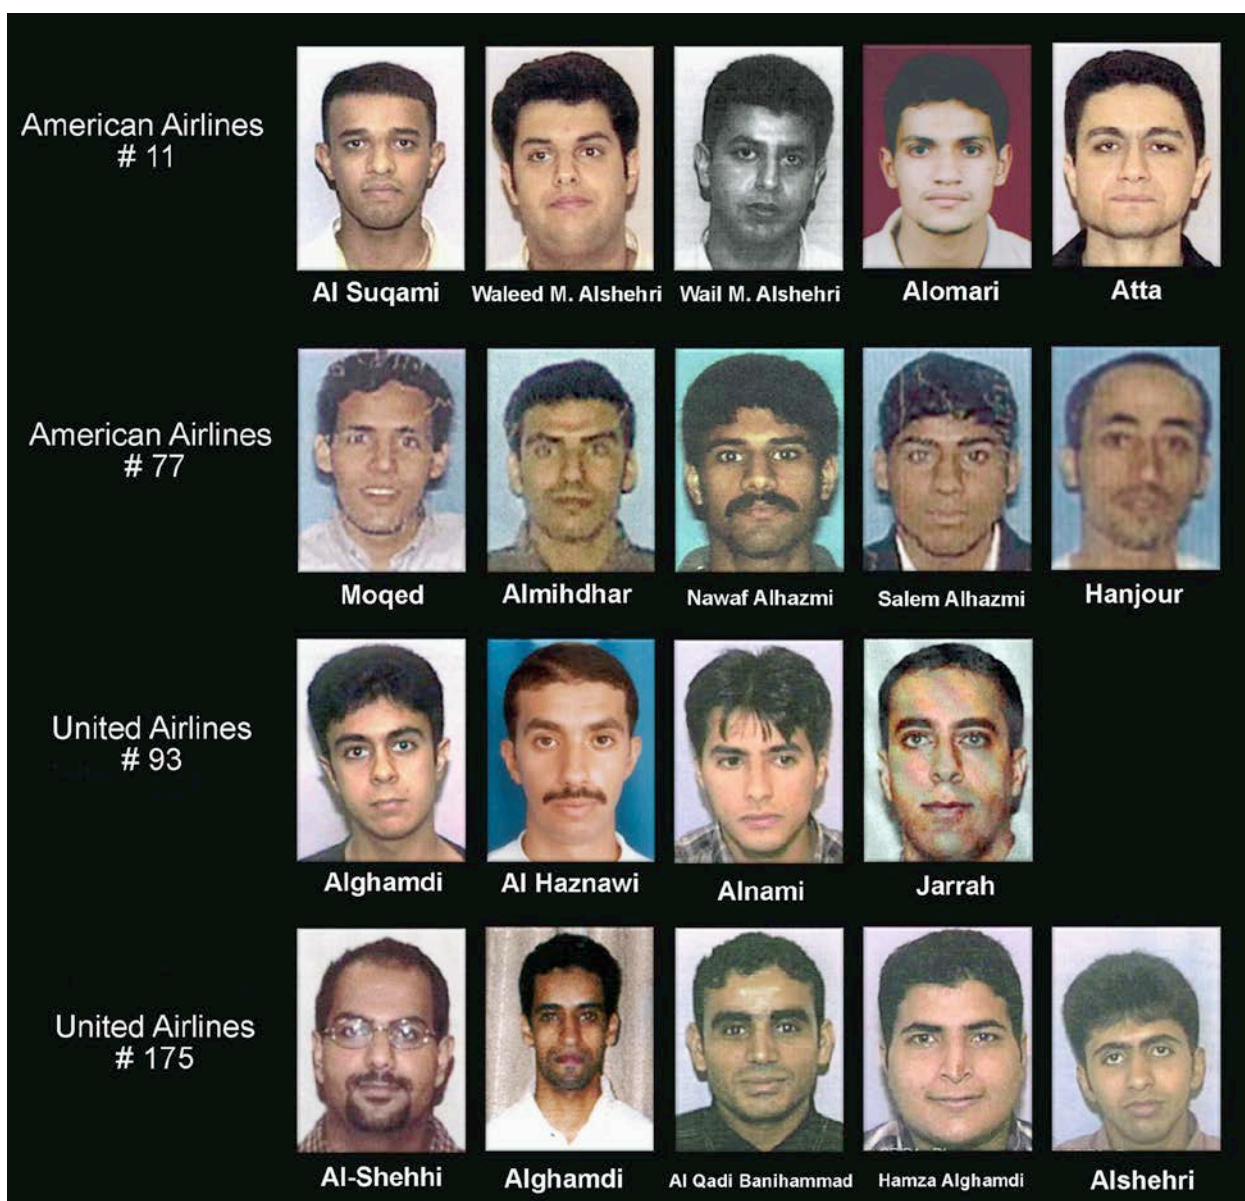 American Airlines
# 11
Al Suqami
Waleed M. Alshehri
Wail M. Alshehri
Alomari
Atta
American Airlines
# 77
Moqed
Almihdhar
Nawaf Alhazmi
Salem Alhazmi
Hanjour
United Airlines
# 93
Alghamdi
Al Haznawi
Alnami
Jarrah
United Airlines
# 175
Al-Shehhi
Alghamdi
Al Qadi Banihammad
Hamza Alghamdi
Alshehri